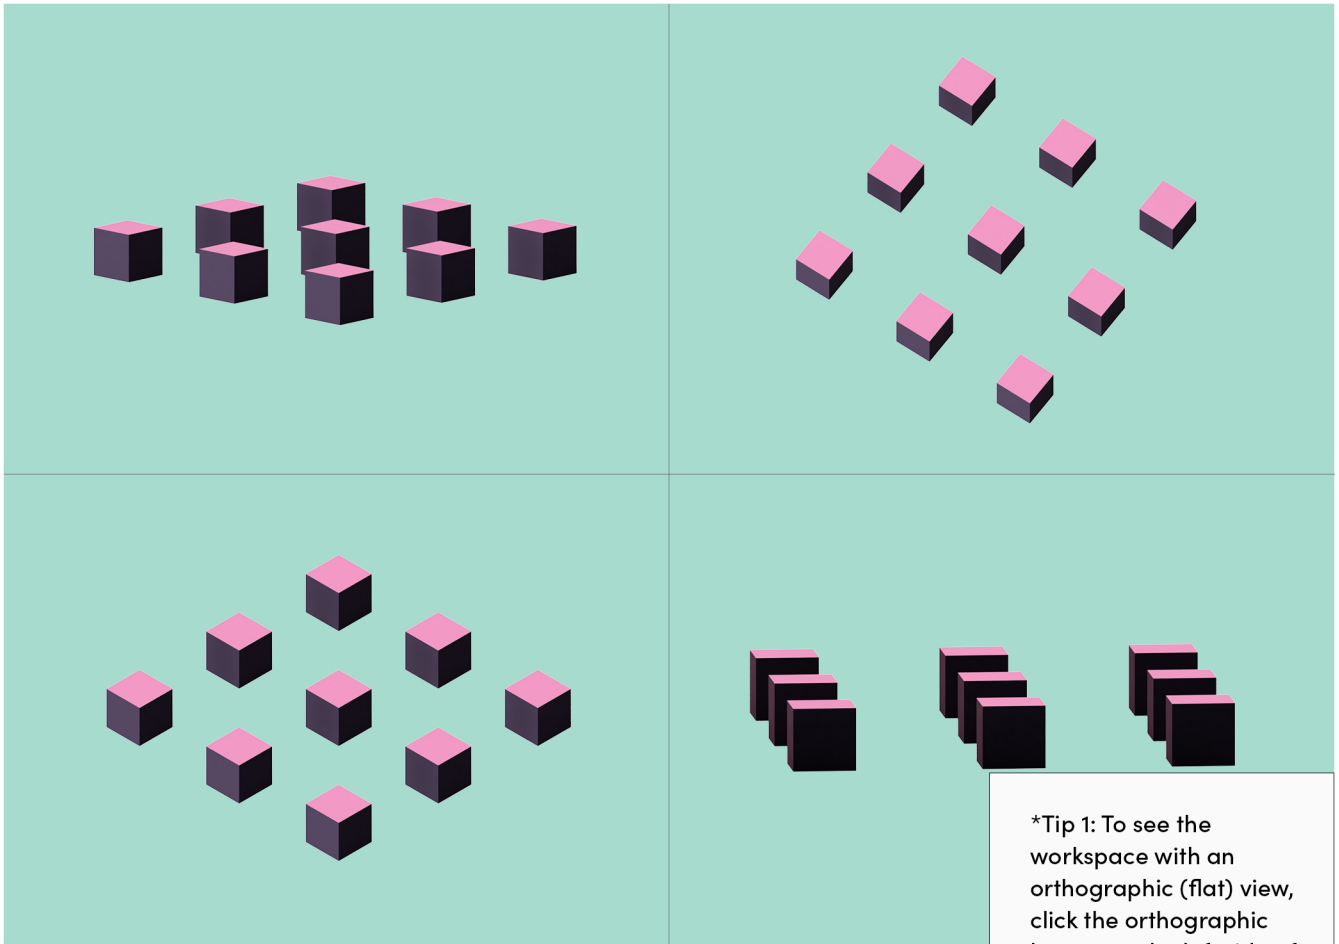 *Tip 1: To see the
workspace with an
orthographic (flat) view,
click the orthographic